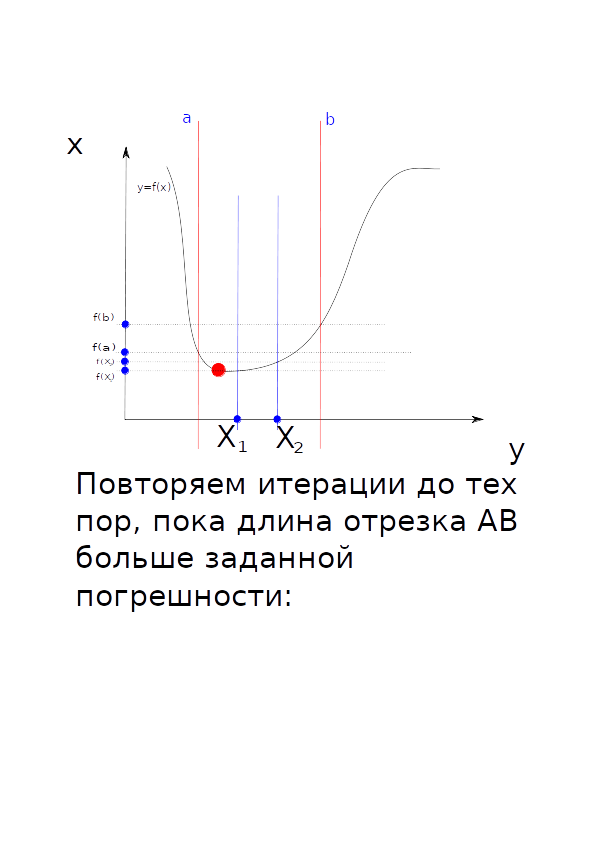 a
b
x
y=f(x)
f(b)
f(a)
X1
X2
y
Повторяем итерации до тех
пор, пока длина отрезка AB
больше заданной
погрешности: